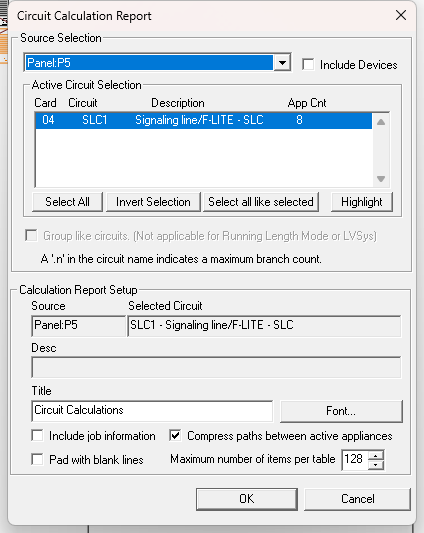 Circuit Calculation Report
Source Selection
Panel:P5
Include Devices
Active Circuit Selection
Card Circuit Description App Cnt
04 SLC1 Signaling line/F-LITE - SLC 8
Select All Invert Selection Select all like selected Highlight
Group like circuits. (Not applicable for Running Length Mode or LVSys)
A '.n' in the circuit name indicates a maximum branch count.
Calculation Report Setup
Source Selected Circuit
Panel:P5 SLC1 - Signaling line/F-LITE - SLC
Desc
Title
Circuit Calculations Font...
Include job information Compress paths between active appliances
Pad with blank lines Maximum number of items per table 128
OK Cancel